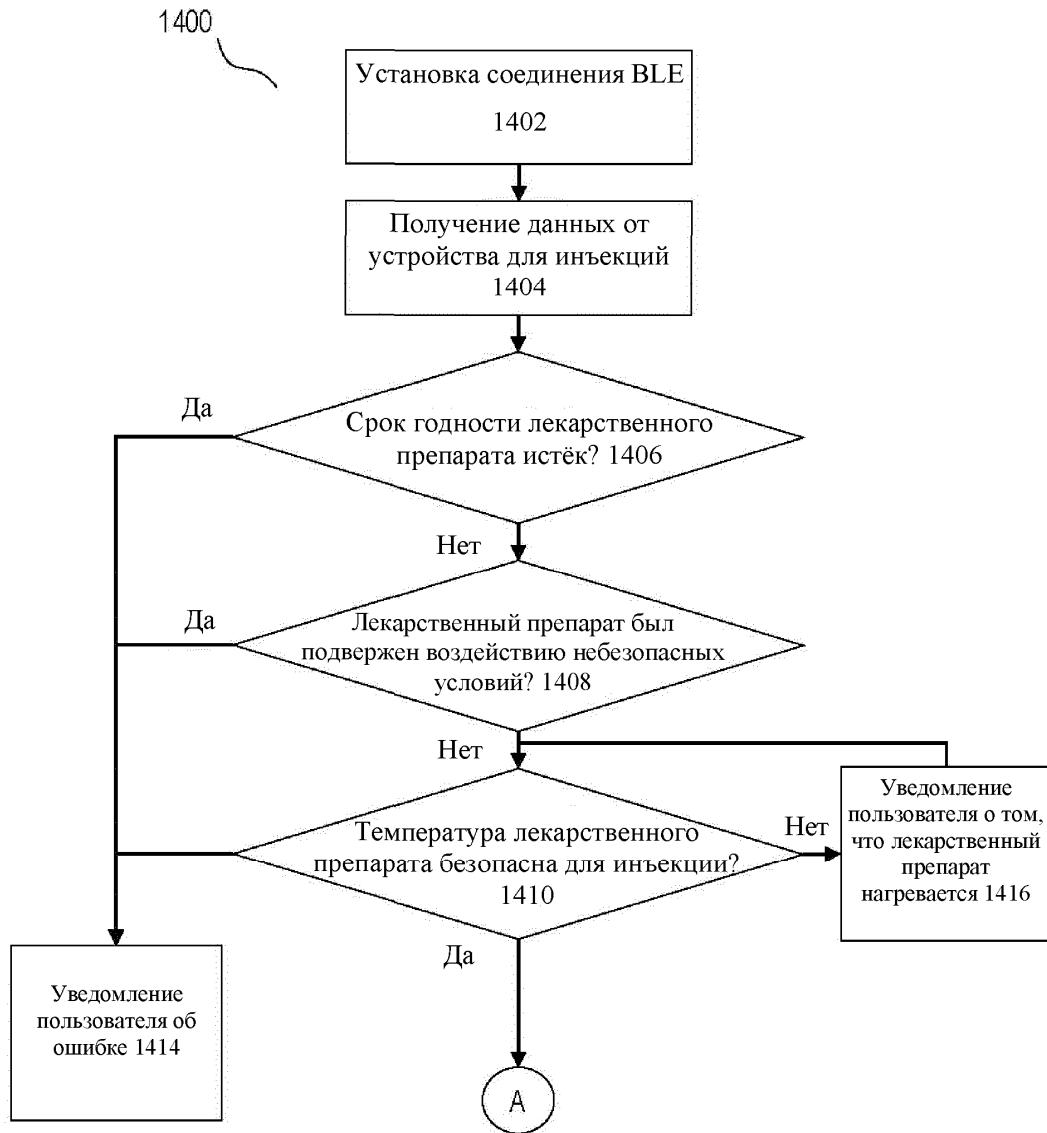 1400
Установка соединения BLE
1402
Получение данных от
устройства для инъекций
1404
Да
Срок годности лекарственного
препарата истёк? 1406
Нет
Да
Лекарственный препарат был
подвержен воздействию небезопасных
условий? 1408
Нет
Температура лекарственного
препарата безопасна для инъекции?
1410
Нет
Уведомление
пользователя о том,
что лекарственный
препарат
нагревается 1416
Да
Уведомление
пользователя об
ошибке 1414
A